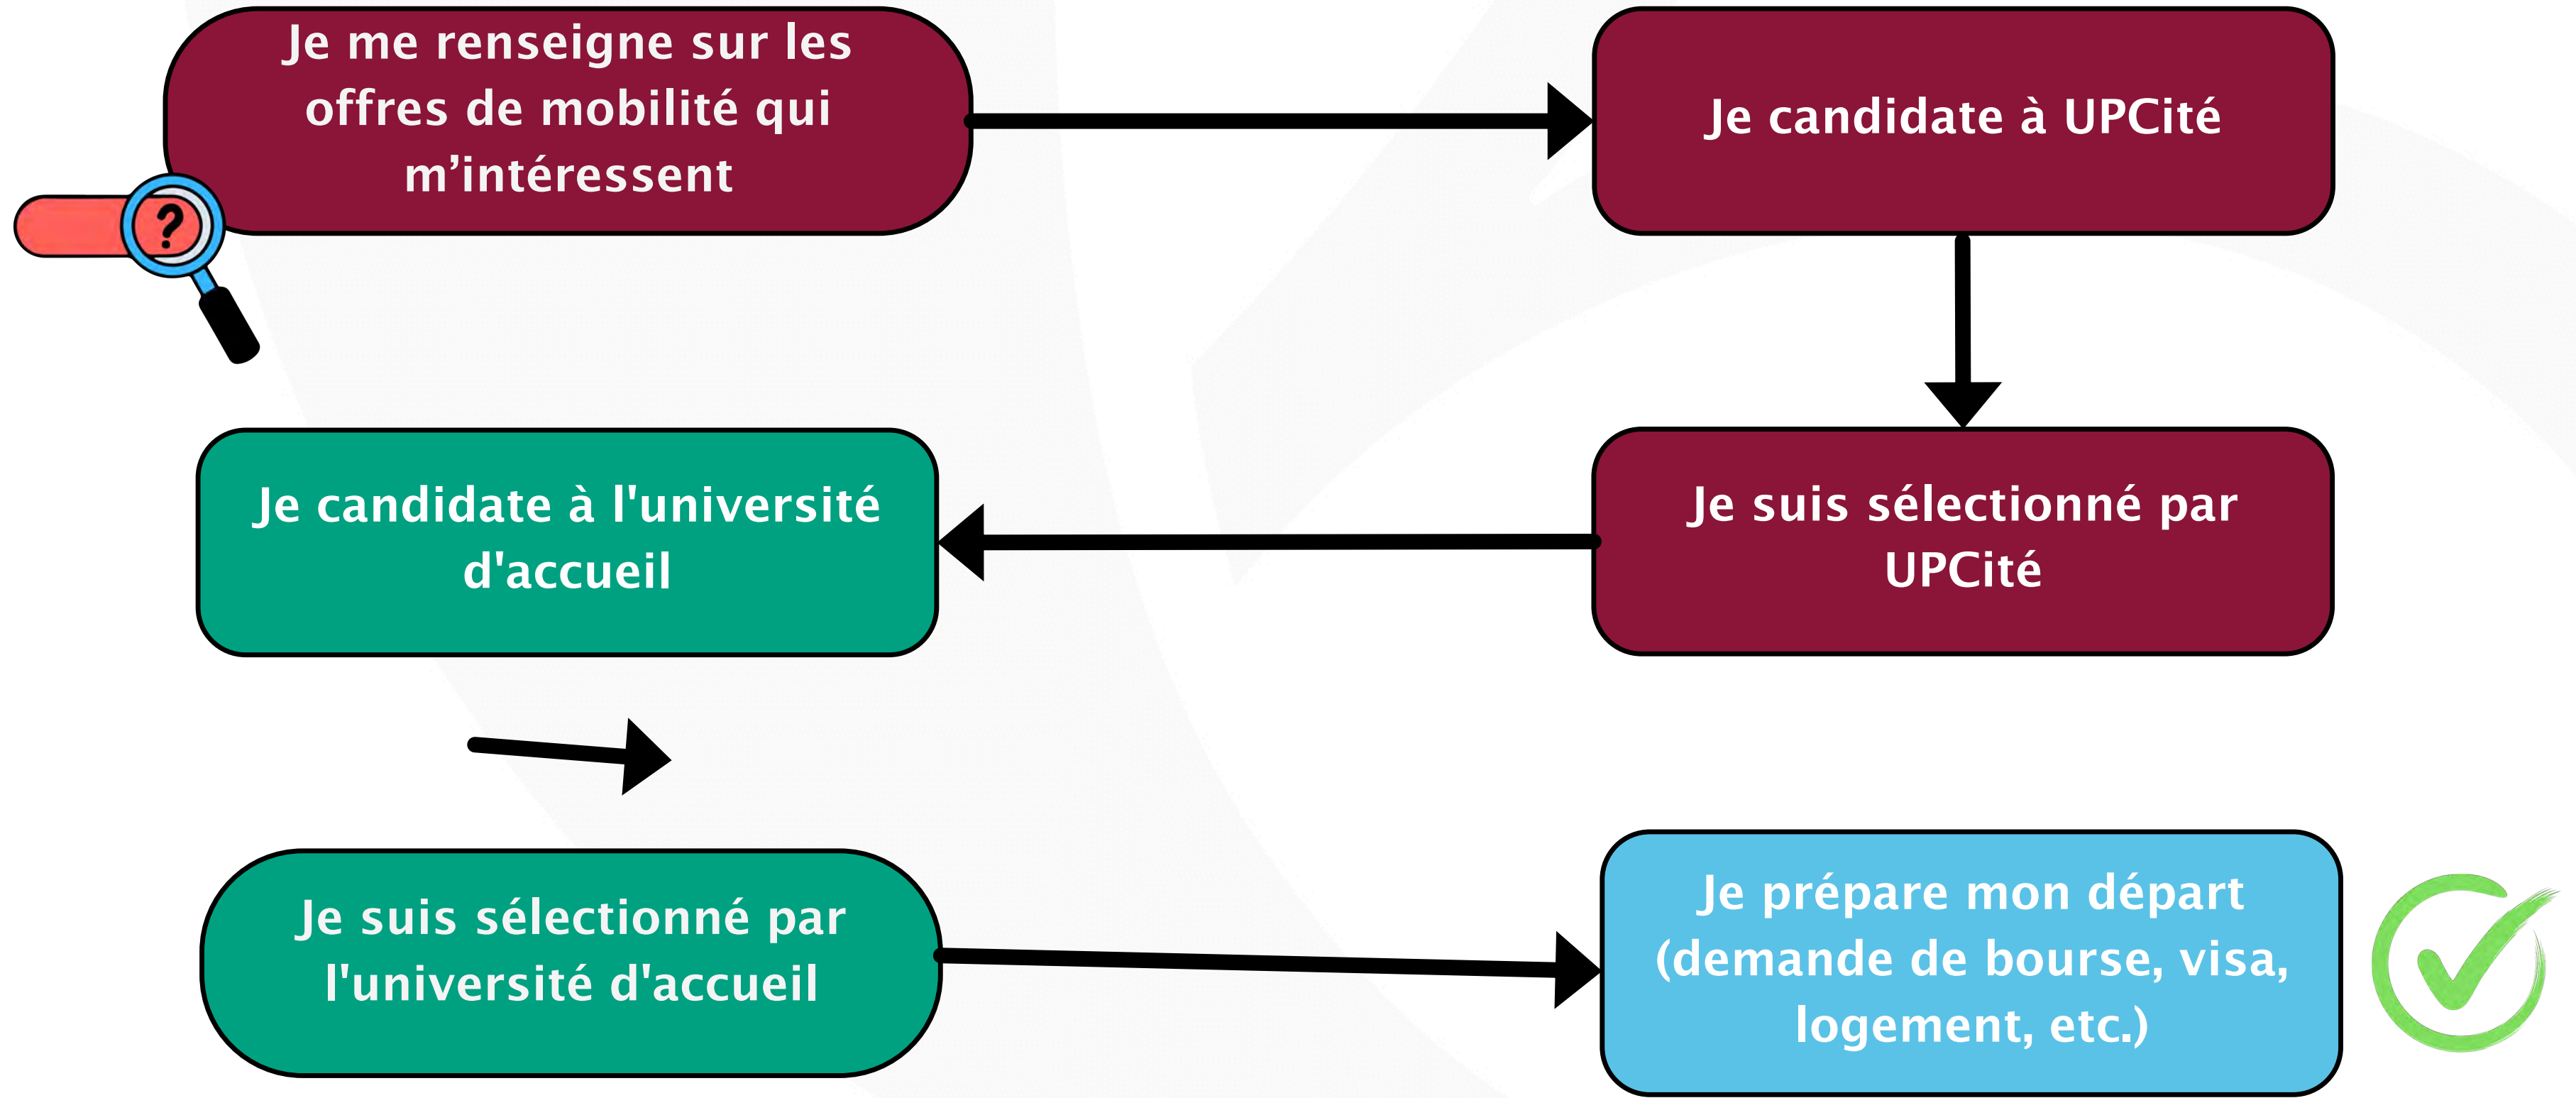 Je me renseigne sur les
offres de mobilité qui
m’intéressent
Je candidate à UPCité
Je suis sélectionné par
UPCité
Je candidate à l'université
d'accueil
Je suis sélectionné par
l'université d'accueil
Je prépare mon départ
(demande de bourse, visa,
logement, etc.)
?